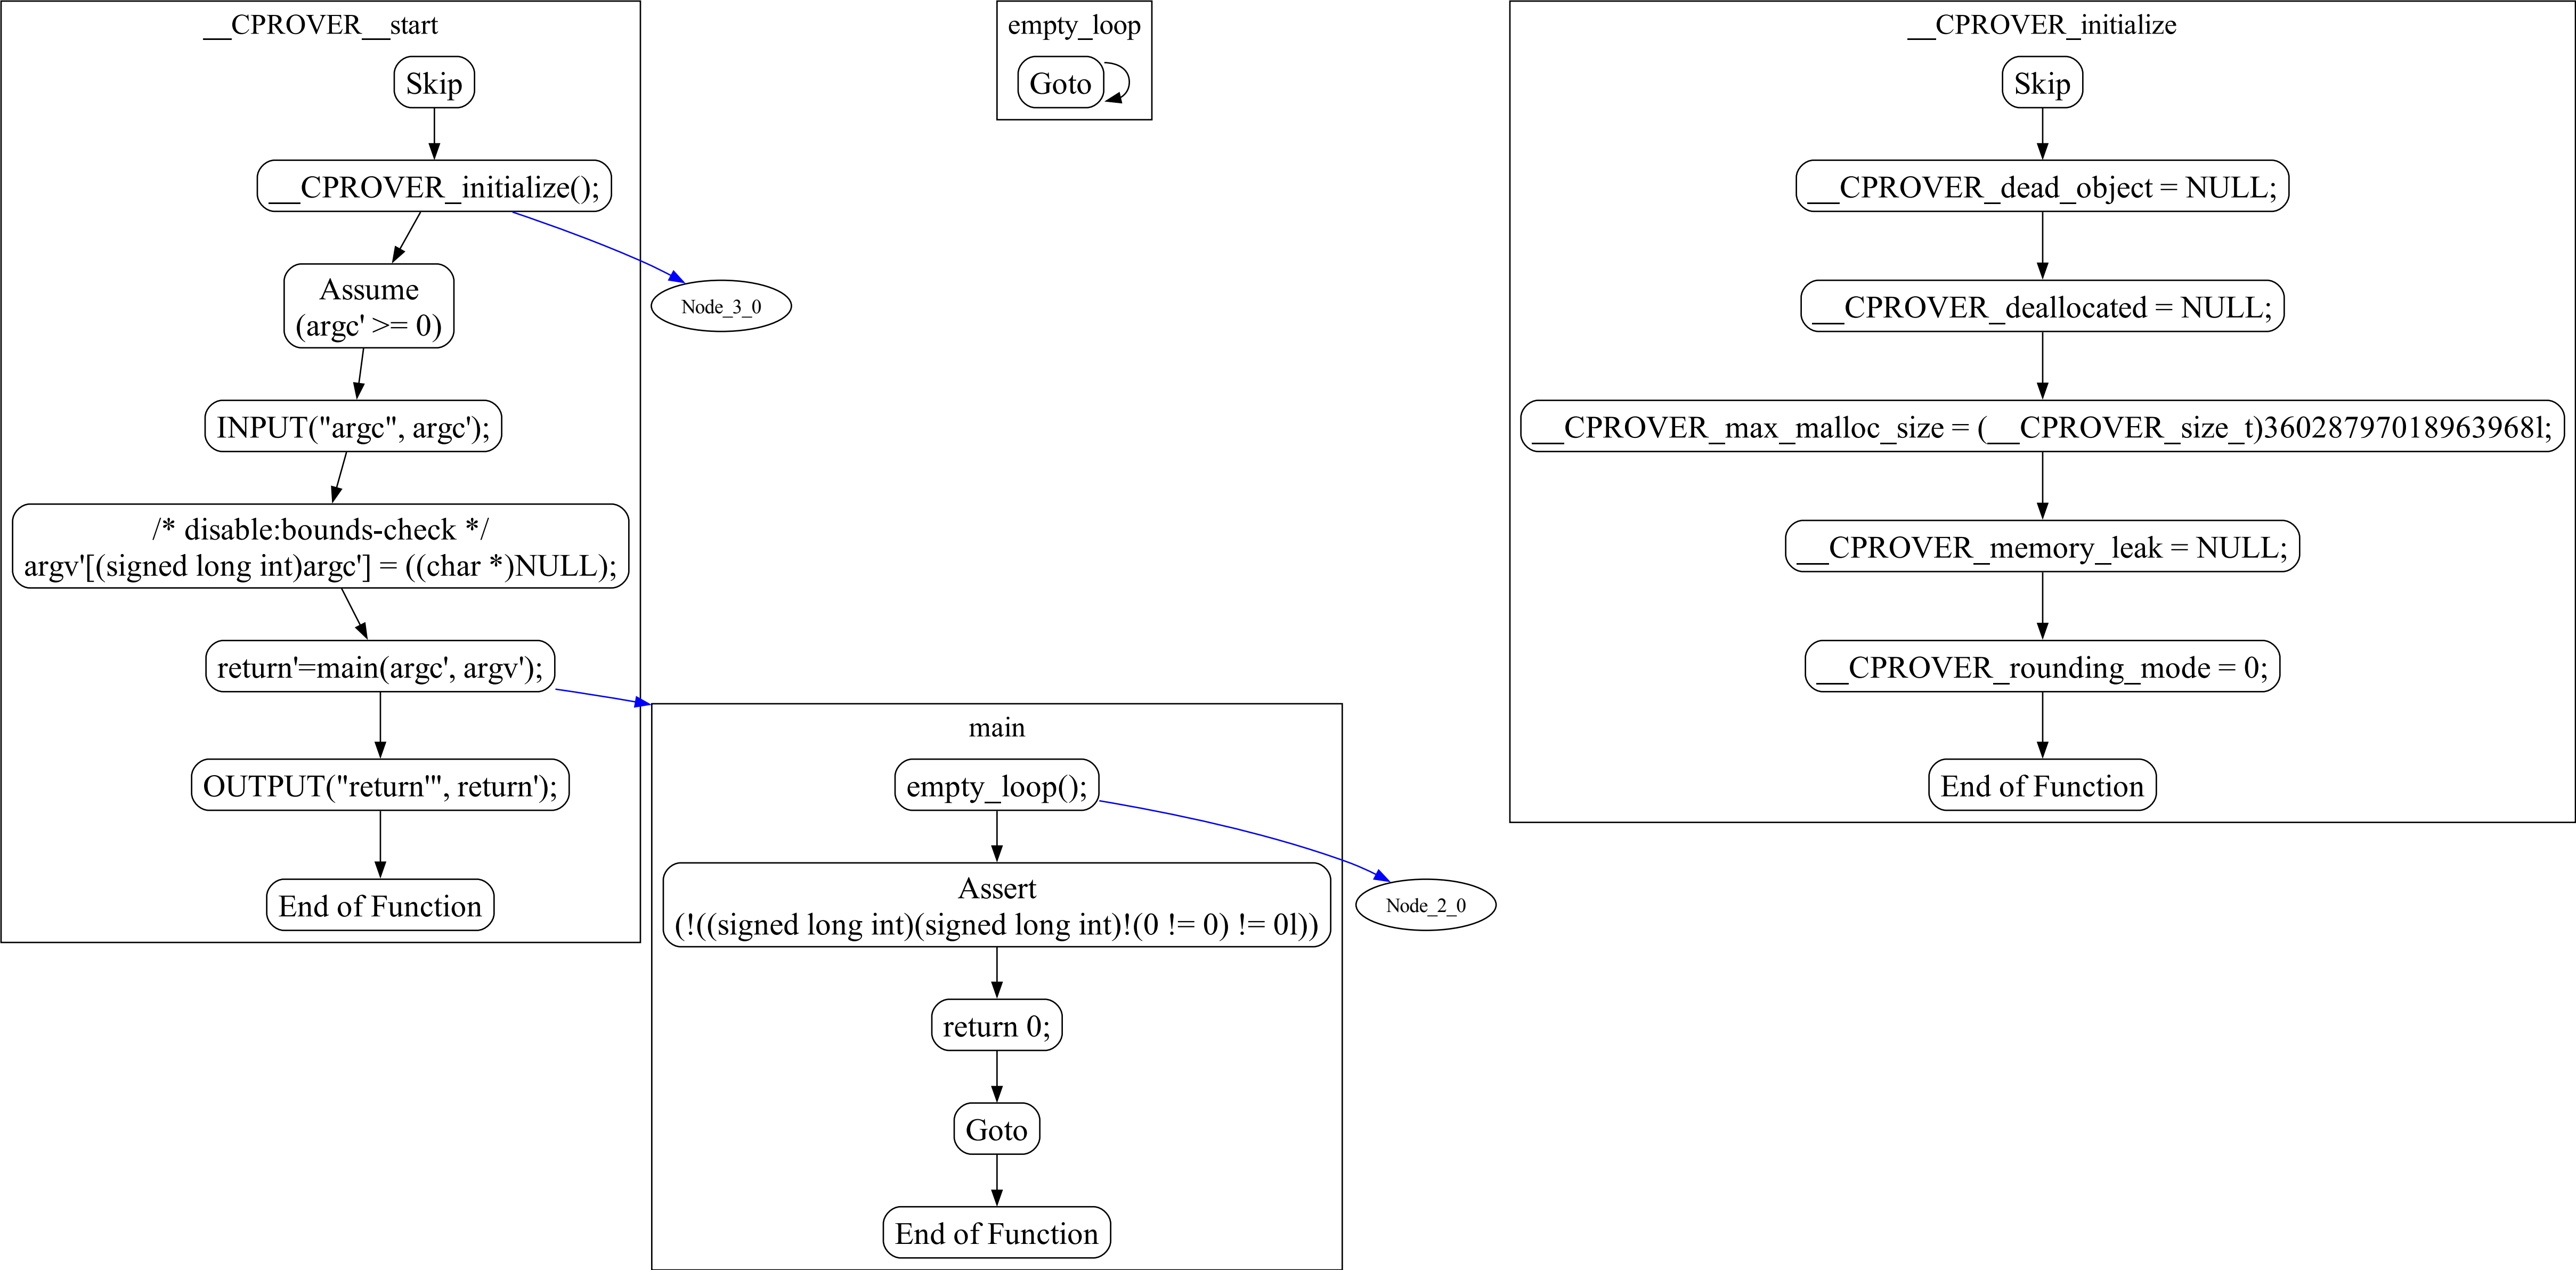 __CPROVER__start
Skip
__CPROVER_initialize();
Assume
(argc' >= 0)
INPUT("argc", argc');
/* disable:bounds-check */
argv'[(signed long int)argc'] = ((char *)NULL);
return'=main(argc', argv');
OUTPUT("return'", return');
End of Function
Node_3_0
empty_loop
Goto
main
empty_loop();
Assert
(!((signed long int)(signed long int)!(0 != 0) != 0l))
return 0;
Goto
End of Function
Node_2_0
__CPROVER_initialize
Skip
__CPROVER_dead_object = NULL;
__CPROVER_deallocated = NULL;
__CPROVER_max_malloc_size = (__CPROVER_size_t)36028797018963968l;
__CPROVER_memory_leak = NULL;
__CPROVER_rounding_mode = 0;
End of Function